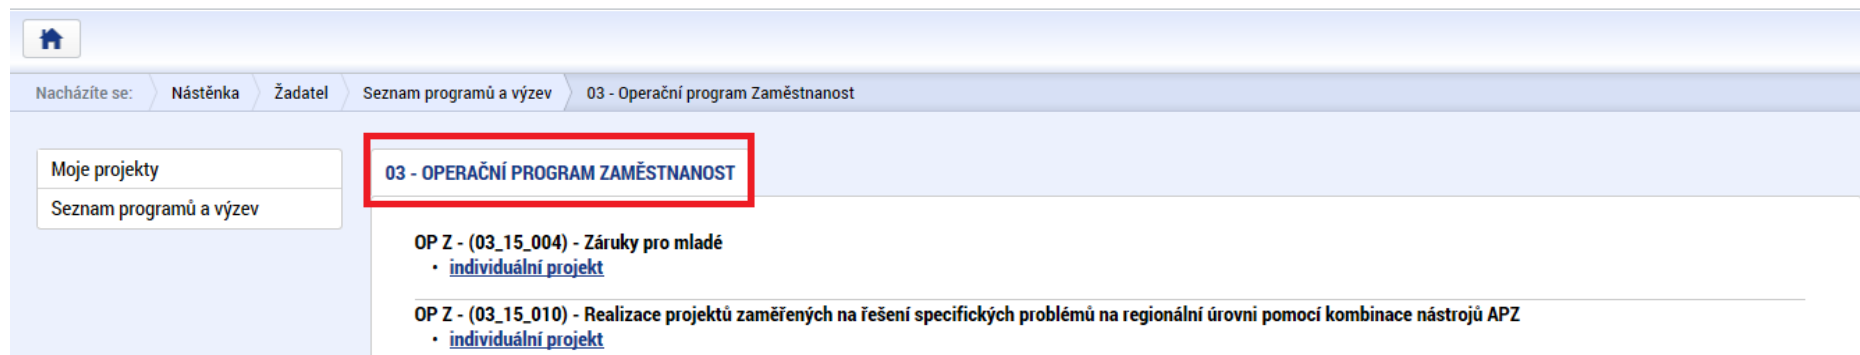 Nacházíte se: Nástěnka Žadatel Seznam programů a výzev 03 - Operační program Zaměstnanost
Moje projekty
Seznam programů a výzev
03 - OPERAČNÍ PROGRAM ZAMĚSTNANOST
OP Z - (03_15_004) - Záruky pro mladé
• individuální projekt
OP Z - (03_15_010) - Realizace projektů zaměřených na řešení specifických problémů na regionální úrovni pomocí kombinace nástrojů APZ
• individuální projekt